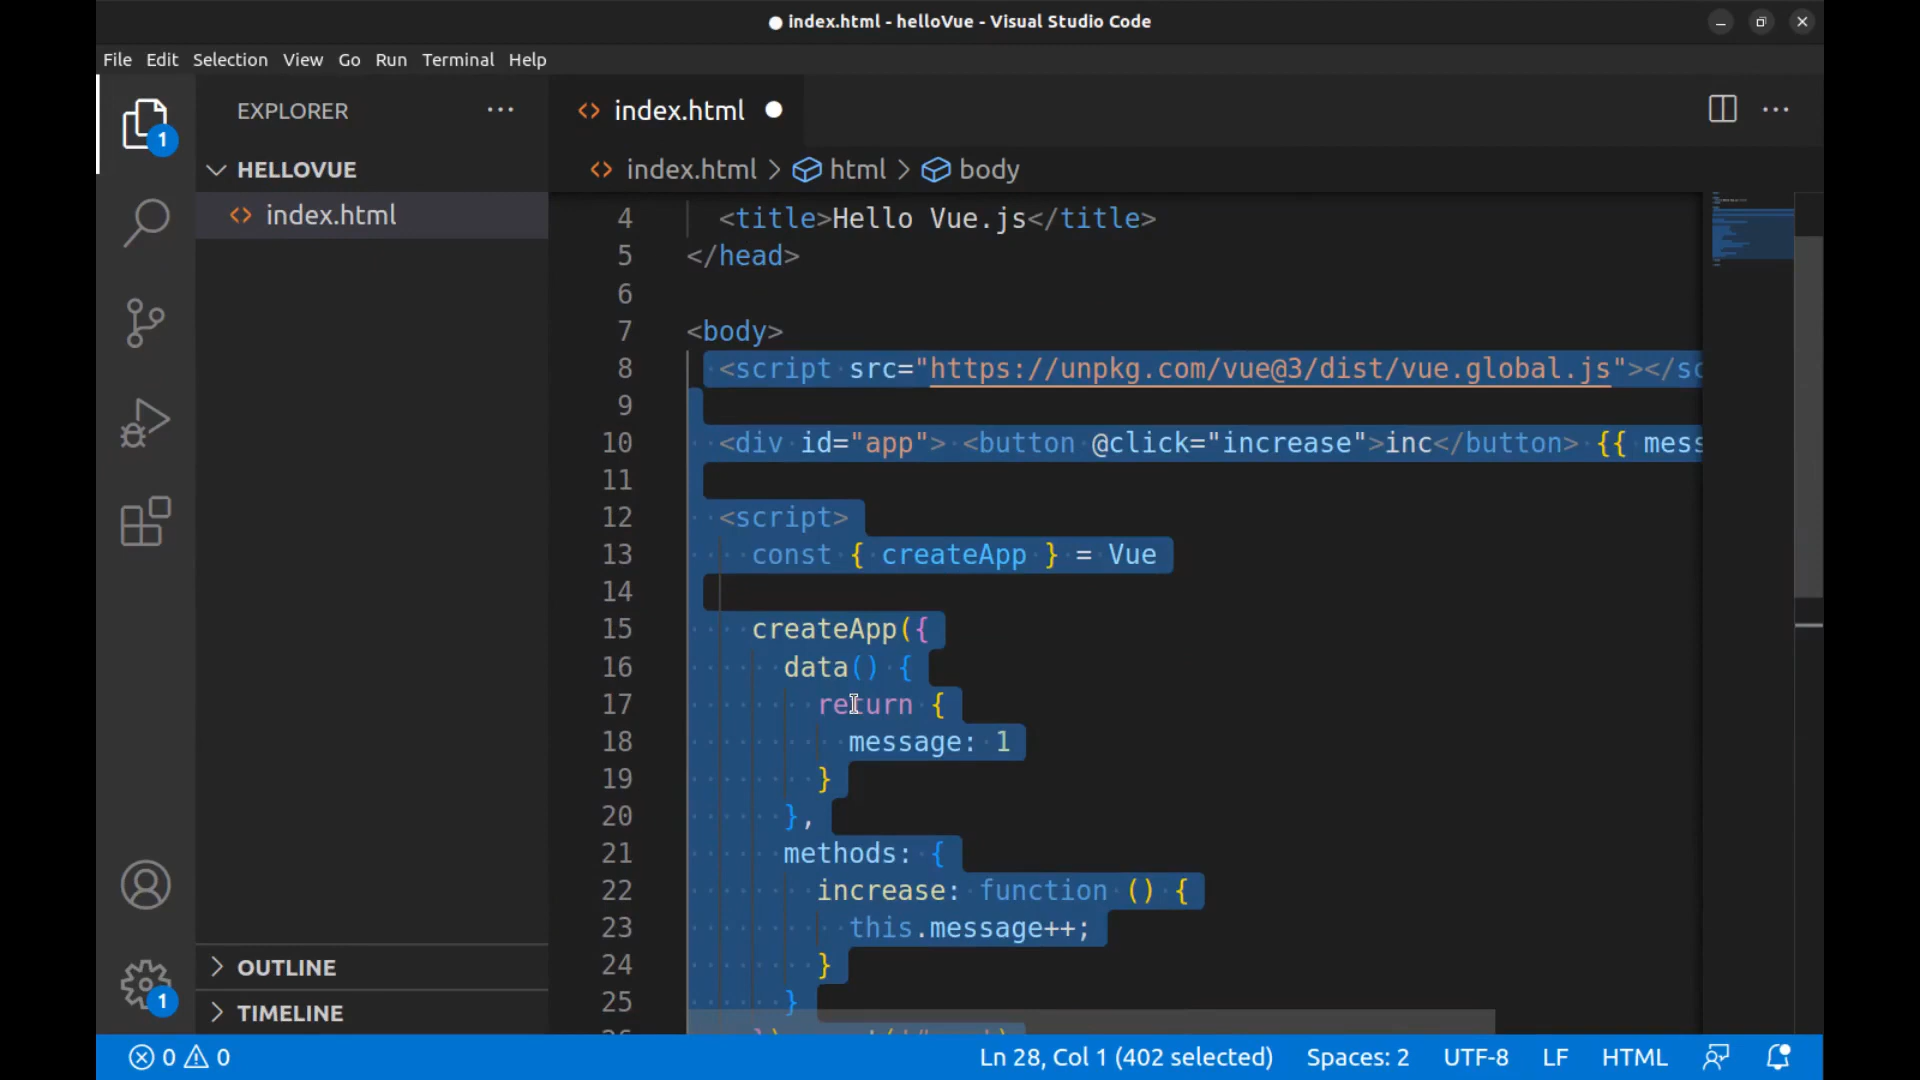 index.html - helloVue - Visual Studio Code
File Edit Selection View Go Run Terminal Help
EXPLORER
index.html
1
HELLOVUE
index.html > html > body
index.html
4 <title>Hello Vue.js</title>
5 </head>
6
7 <body>
8 <script src="https://unpkg.com/vue@3/dist/vue.global.js"></sc
9
10 <div id="app"> <button @click="increase">inc</button> {{ mess
11
12 <script>
13 const { createApp } = Vue
14
15 createApp({
16 data() {
17 return {
18 message: 1
19 }
20 },
21 methods: {
22 increase: function () {
23 this.message++;
24 }
25 }
OUTLINE
1
TIMELINE
0 0
Ln 28, Col 1 (402 selected) Spaces: 2 UTF-8 LF HTML